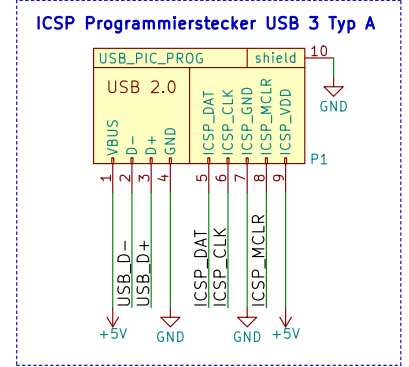 ICSP Programmierstecker USB 3 Typ A
USB_PIC_PROG
shield
10
USB 2.0
GND
VBUS
D-
D+
GND
ICSP_DAT
ICSP_CLK
ICSP_GND
ICSP_MCLR
ICSP_VDD
P1
1
2
3
4
5
6
7
8
9
USB_D-
USB_D+
ICSP_DAT
ICSP_CLK
ICSP_MCLR
+5V
GND
GND
+5V